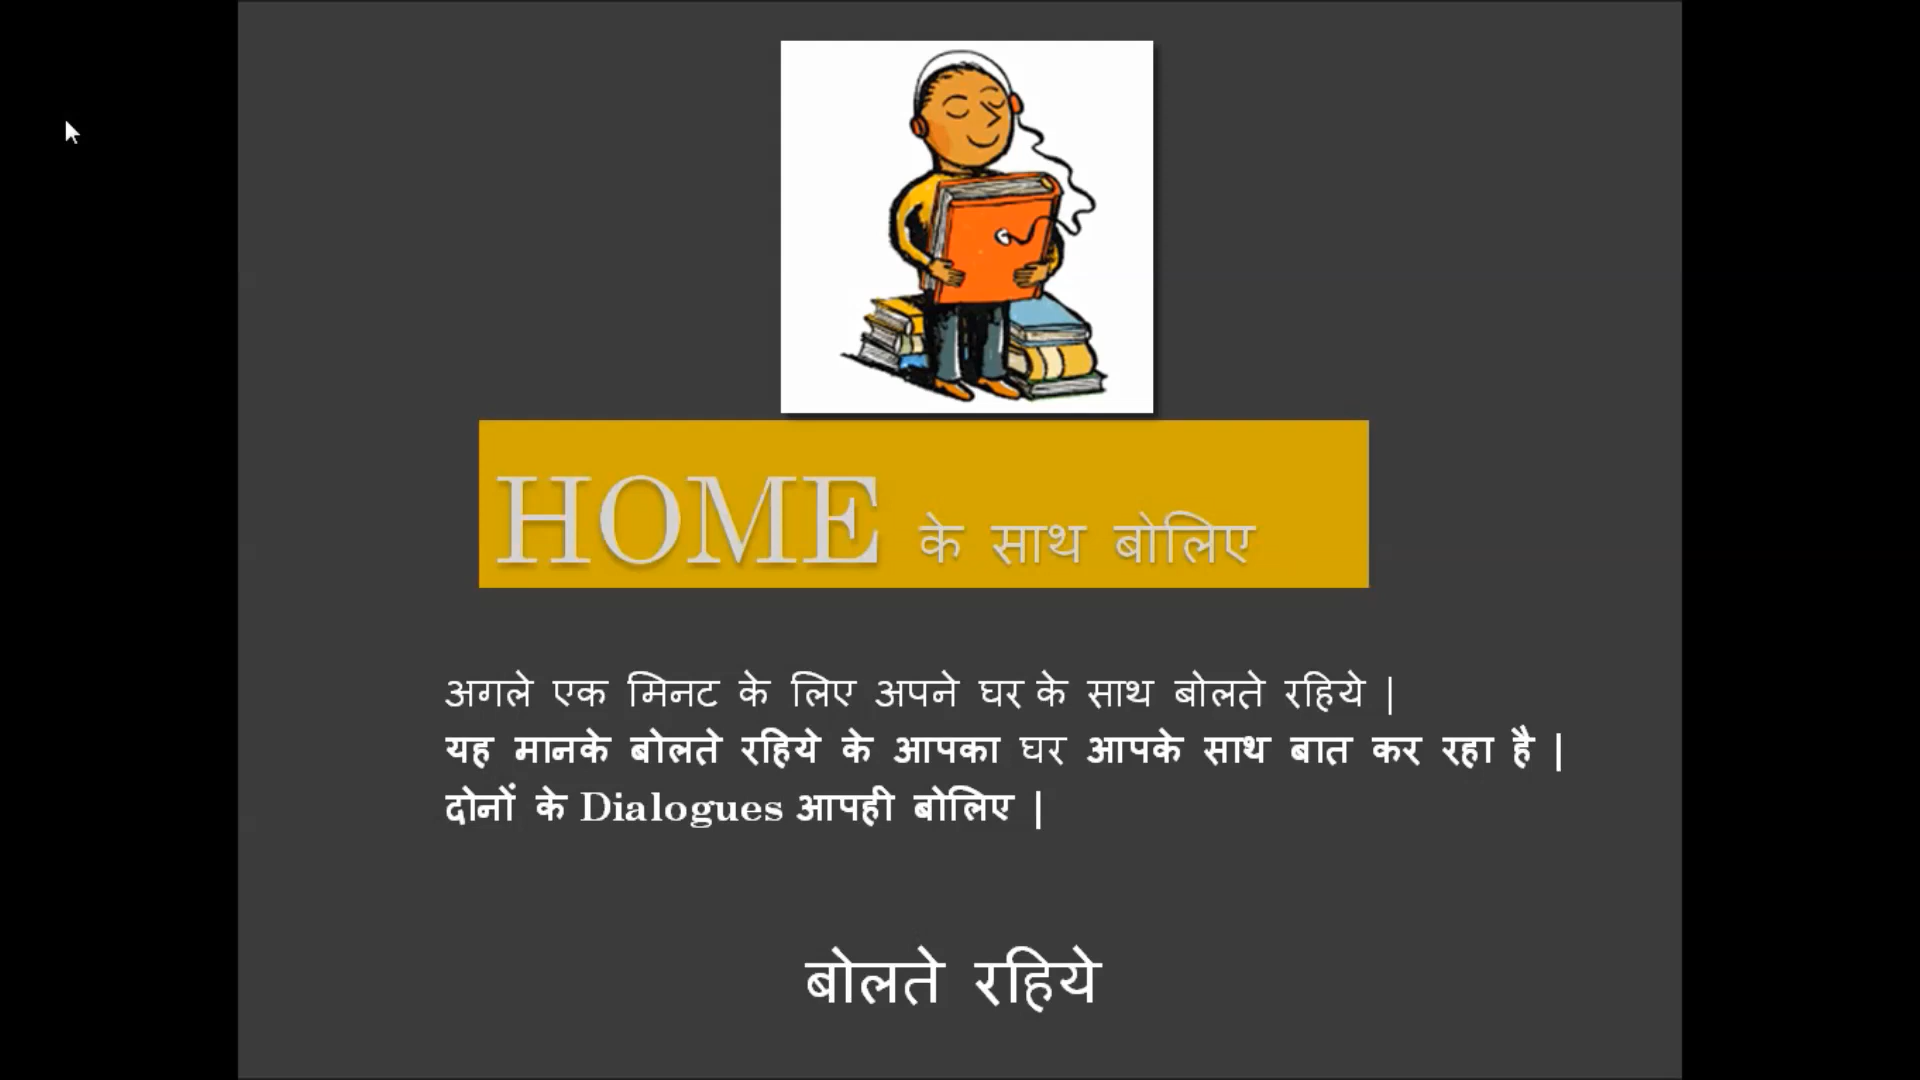 HOME के साथ बोलिए
अगले एक मिनट के लिए अपने घर के साथ बोलते रहिये |
यह मानके बोलते रहिये के आपका घर आपके साथ बात कर रहा है |
दोनों के Dialogues आपही बोलिए |
बोलते रहिये